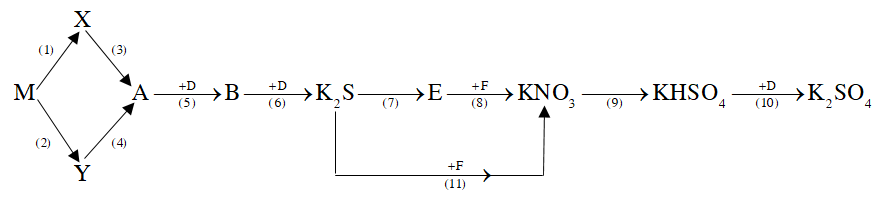 X
(1) (3)
M A +D (5) B +D (6) K₂S (7) E +F (8) KNO₃ (9) KHSO₄ +D (10) K₂SO₄
(2) (4)
Y
+F
(11)